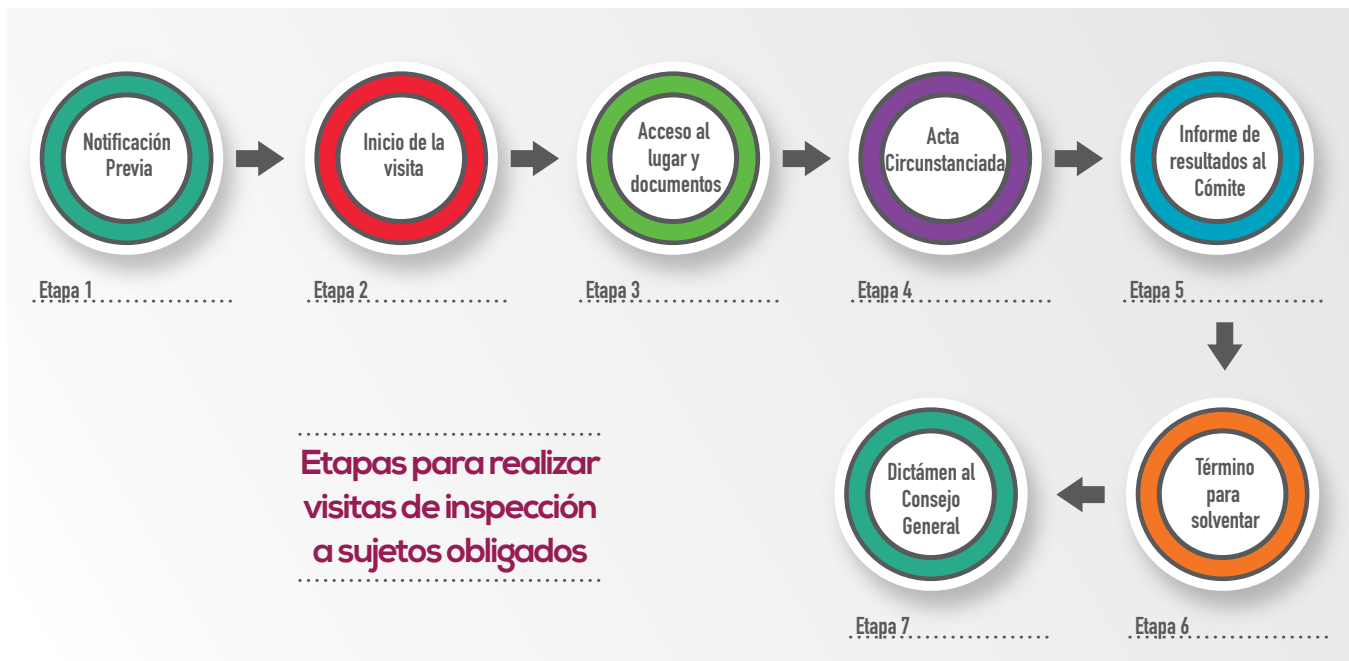 Notificación
Previa
Etapa 1
Inicio de la
visita
Etapa 2
Acceso al
lugar y
documentos
Etapa 3
Acta
Circunstanciada
Etapa 4
Informe de
resultados al
Cómite
Etapa 5
Término
para
solventar
Etapa 6
Dictámen al
Consejo
General
Etapa 7
Etapas para realizar
visitas de inspección
a sujetos obligados